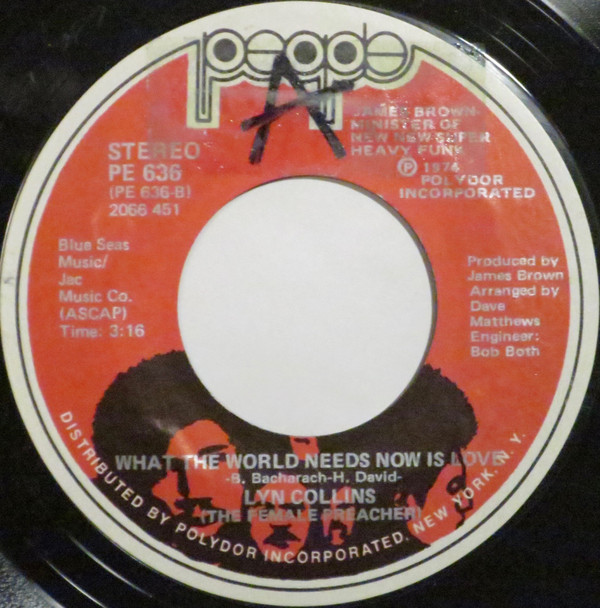 people
A
JAMES BROWN-
MINISTER OF
NEW NEW SUPER
HEAVY FUNK
Ⓟ 1974
POLYDOR
INCORPORATED
STEREO
PE 636
(PE 636-B)
2066 451
Blue Seas
Music/
Jac
Music Co.
(ASCAP)
Time: 3:16
Produced by
James Brown
Arranged by
Dave
Matthews
Engineer:
Bob Both
WHAT THE WORLD NEEDS NOW IS LOVE
-B. Bacharach-H. David-
LYN COLLINS
(THE FEMALE PREACHER)
DISTRIBUTED BY POLYDOR INCORPORATED, NEW YORK, N.Y.